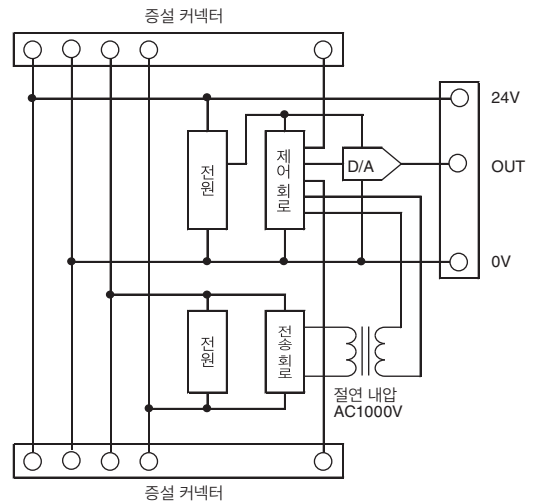 증설 커넥터
24V
전원
제어 회로
D/A
OUT
0V
전원
전송 회로
절연 내압
AC1000V
증설 커넥터